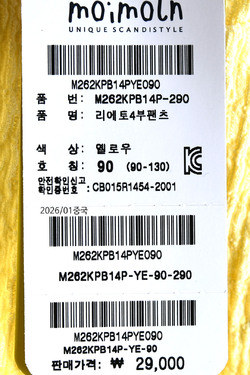 moimoln
UNIQUE SCANDISTYLE
M262KPB14PYE090
품 번: M262KPB14P-290
품 명: 리에토4부팬츠
색 상: 옐로우
호 칭: 90 (90-130)
안전확인신고
확인증번호 : CB015R1454-2001
2026/01중국
M262KPB14PYE090
M262KPB14P-YE-90-290
M262KPB14PYE090
M262KPB14P-YE-90
판매가격: ₩ 29,000